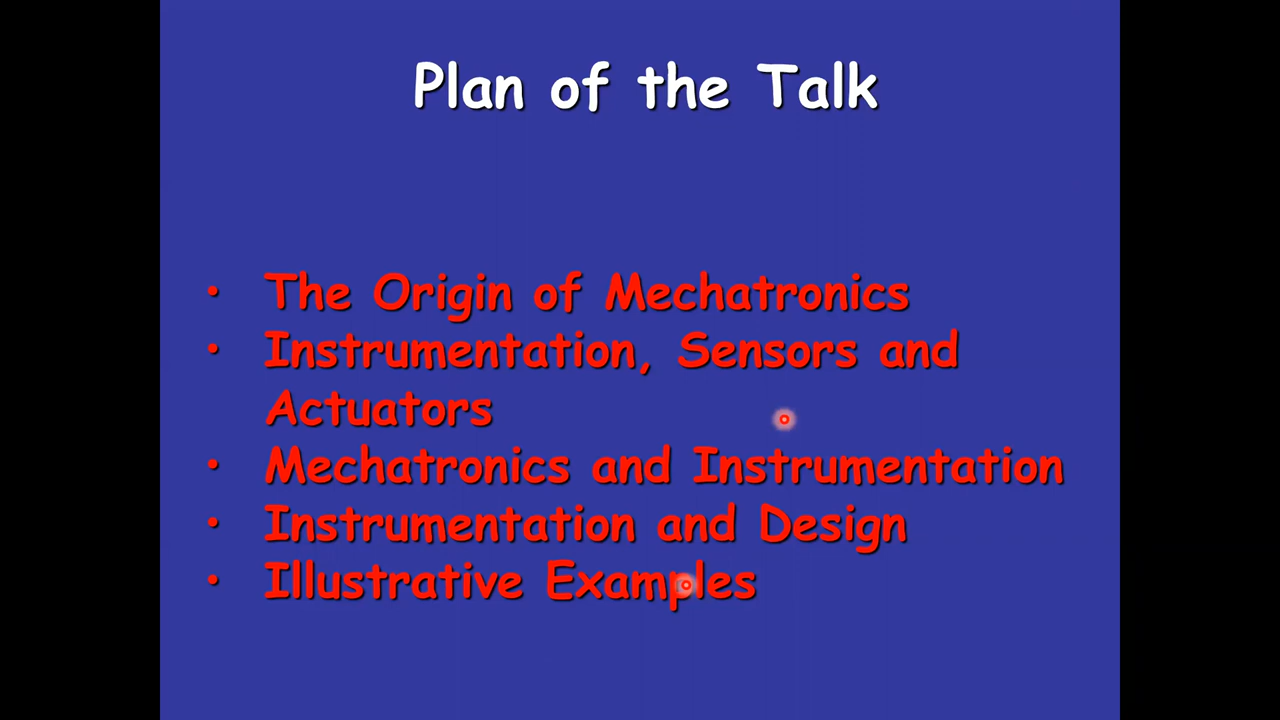 Plan of the Talk
• The Origin of Mechatronics
• Instrumentation, Sensors and
Actuators
• Mechatronics and Instrumentation
• Instrumentation and Design
• Illustrative Examples